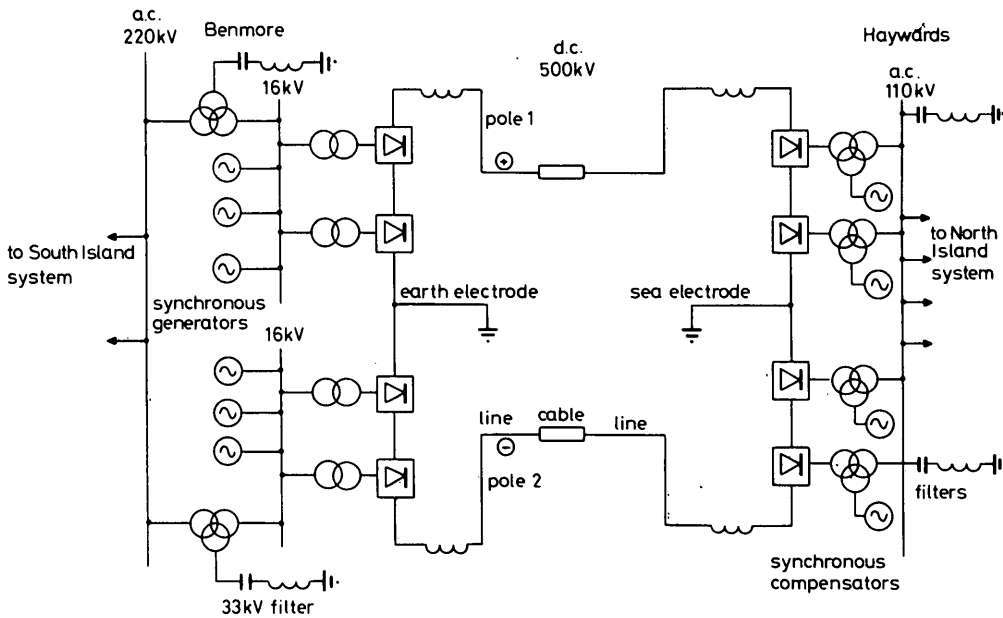 a.c.
220kV
Benmore
16kV
d.c.
500kV
Haywards
a.c.
110kV
pole 1
+
to South Island
system
synchronous
generators
16kV
earth electrode
sea electrode
to North
Island
system
line
cable
line
-
pole 2
filters
synchronous
compensators
33kV filter